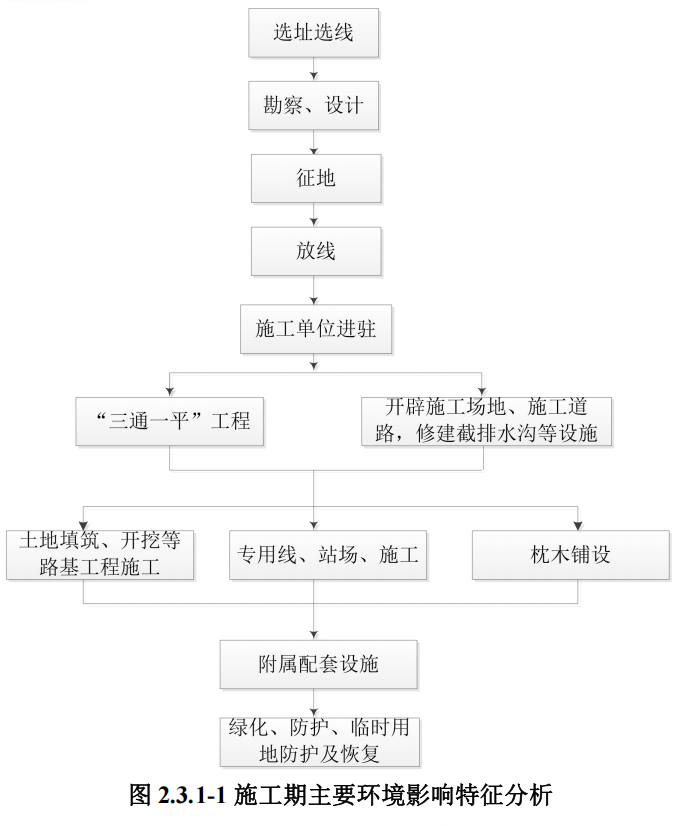 选址选线
勘察、设计
征地
放线
施工单位进驻
“三通一平”工程
开辟施工场地、施工道
路，修建截排水沟等设施
土地填筑、开挖等
路基工程施工
专用线、站场、施工
枕木铺设
附属配套设施
绿化、防护、临时用
地防护及恢复
图 2.3.1-1 施工期主要环境影响特征分析